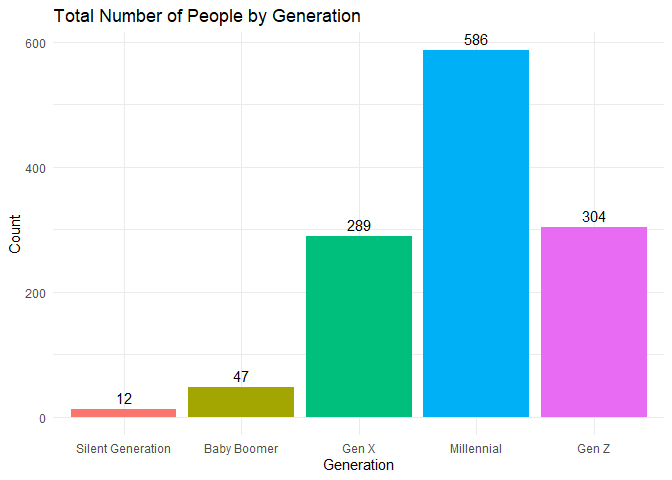 Total Number of People by Generation
600
400
200
0
Count
12
47
289
586
304
Silent Generation
Baby Boomer
Gen X
Millennial
Gen Z
Generation